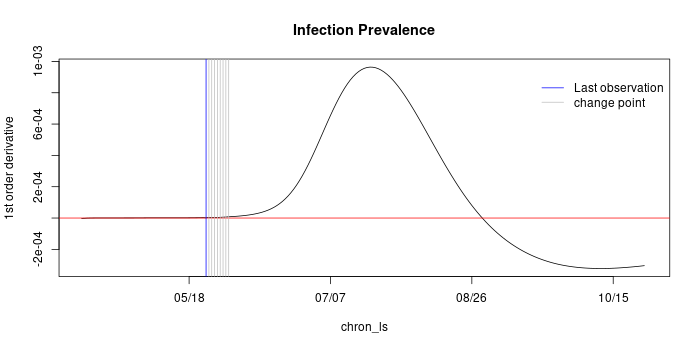 Infection Prevalence
1st order derivative
1e-03
6e-04
2e-04
-2e-04
Last observation
change point
05/18
07/07
08/26
10/15
chron_ls